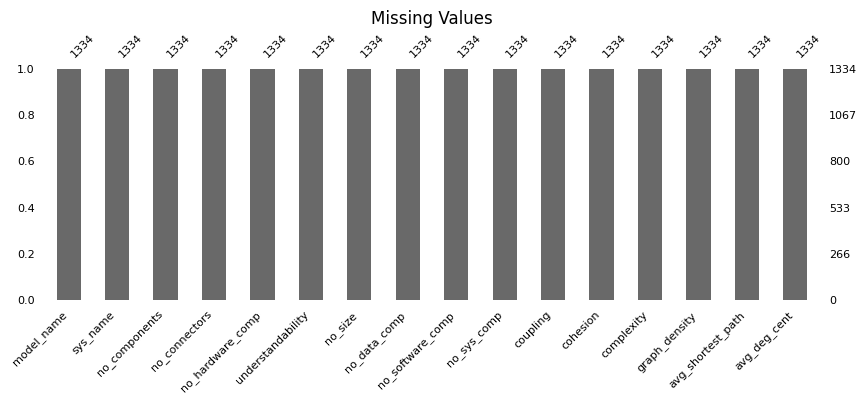 Missing Values
1334 1334 1334 1334 1334 1334 1334 1334 1334 1334 1334 1334 1334 1334 1334 1334
1.0 1334
0.8 1067
0.6 800
0.4 533
0.2 266
0.0 0
model_name
sys_name
no_components
no_connectors
no_hardware_comp
understandability
no_size
no_data_comp
no_software_comp
no_sys_comp
coupling
cohesion
complexity
graph_density
avg_shortest_path
avg_deg_cent